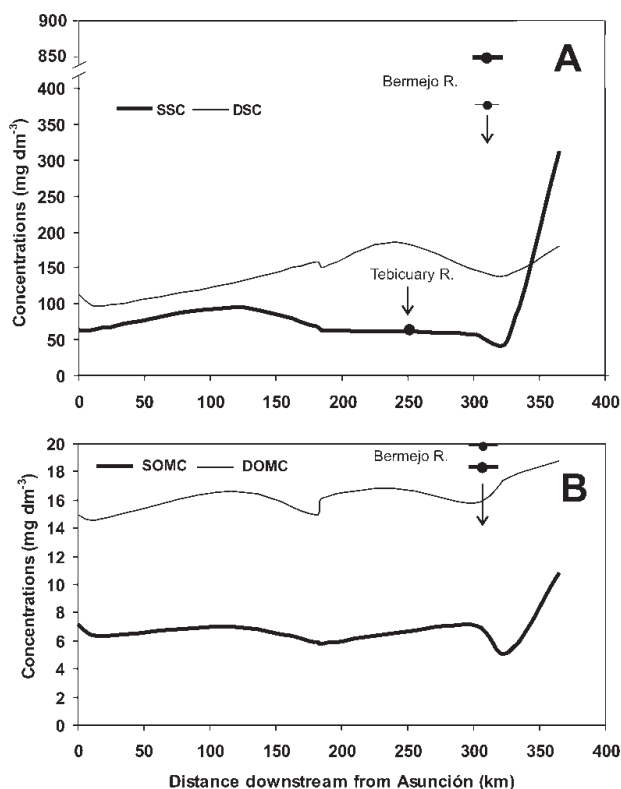 900
850
400
350
300
250
200
150
100
50
0
Concentrations (mg dm-3)
A
Bermejo R.
SSC DSC
Tebicuary R.
0 50 100 150 200 250 300 350 400
20
18
16
14
12
10
8
6
4
2
0
Concentrations (mg dm-3)
SOMC DOMC
Bermejo R.
B
0 50 100 150 200 250 300 350 400
Distance downstream from Asunción (km)